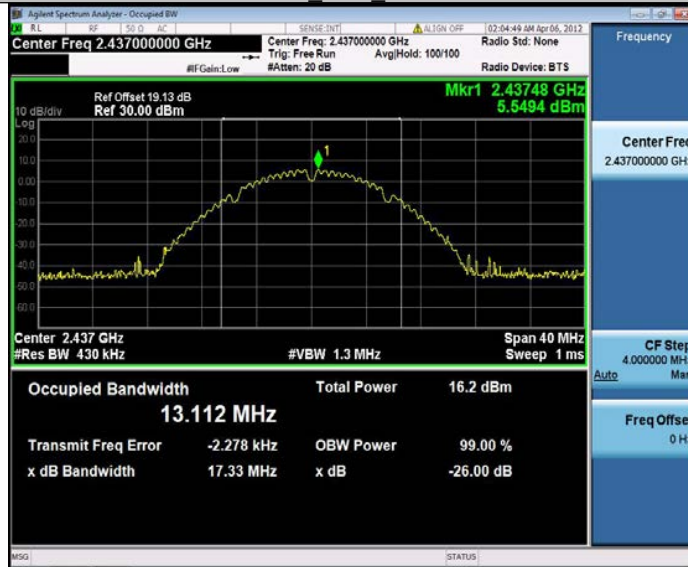 Agilent Spectrum Analyzer - Occupied BW
RL RF 50 Ω AC SENSE:INT ALIGN OFF 02:04:49 AM Apr 06, 2012
Center Freq 2.437000000 GHz
Center Freq: 2.437000000 GHz
Radio Std: None
Trig: Free Run Avg|Hold: 100/100
#IFGain:Low #Atten: 20 dB Radio Device: BTS
Frequency
Mkr1 2.43748 GHz
5.5494 dBm
Ref Offset 19.13 dB
10 dB/div Ref 30.00 dBm
Log
20.0
10.0
0.00
-10.0
-20.0
-30.0
-40.0
-50.0
-60.0
1
Center 2.437 GHz Span 40 MHz
#Res BW 430 kHz #VBW 1.3 MHz Sweep 1 ms
Occupied Bandwidth Total Power 16.2 dBm
13.112 MHz
Transmit Freq Error -2.278 kHz OBW Power 99.00 %
x dB Bandwidth 17.33 MHz x dB -26.00 dB
Center Freq
2.437000000 GHz
CF Step
4.000000 MHz
Auto Man
Freq Offset
0 Hz
MSG STATUS